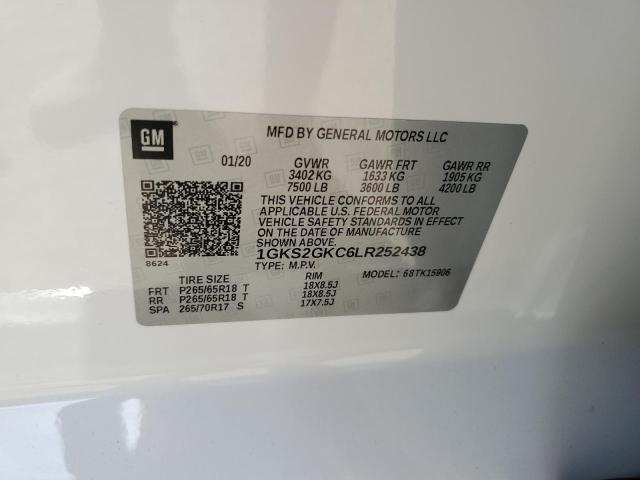 GM
MFD BY GENERAL MOTORS LLC
01/20 GVWR GAWR FRT GAWR RR
3402 KG 1633 KG 1905 KG
7500 LB 3600 LB 4200 LB
THIS VEHICLE CONFORMS TO ALL
APPLICABLE U.S. FEDERAL MOTOR
VEHICLE SAFETY STANDARDS IN EFFECT
ON THE DATE OF MANUFACTURE
SHOWN ABOVE.
1GKS2GKC6LR252438
8624
TYPE: M.P.V. MODEL: 68TK15906
TIRE SIZE RIM
FRT P265/65R18 T 18X8.5J
RR P265/65R18 T 18X8.5J
SPA 265/70R17 S 17X7.5J